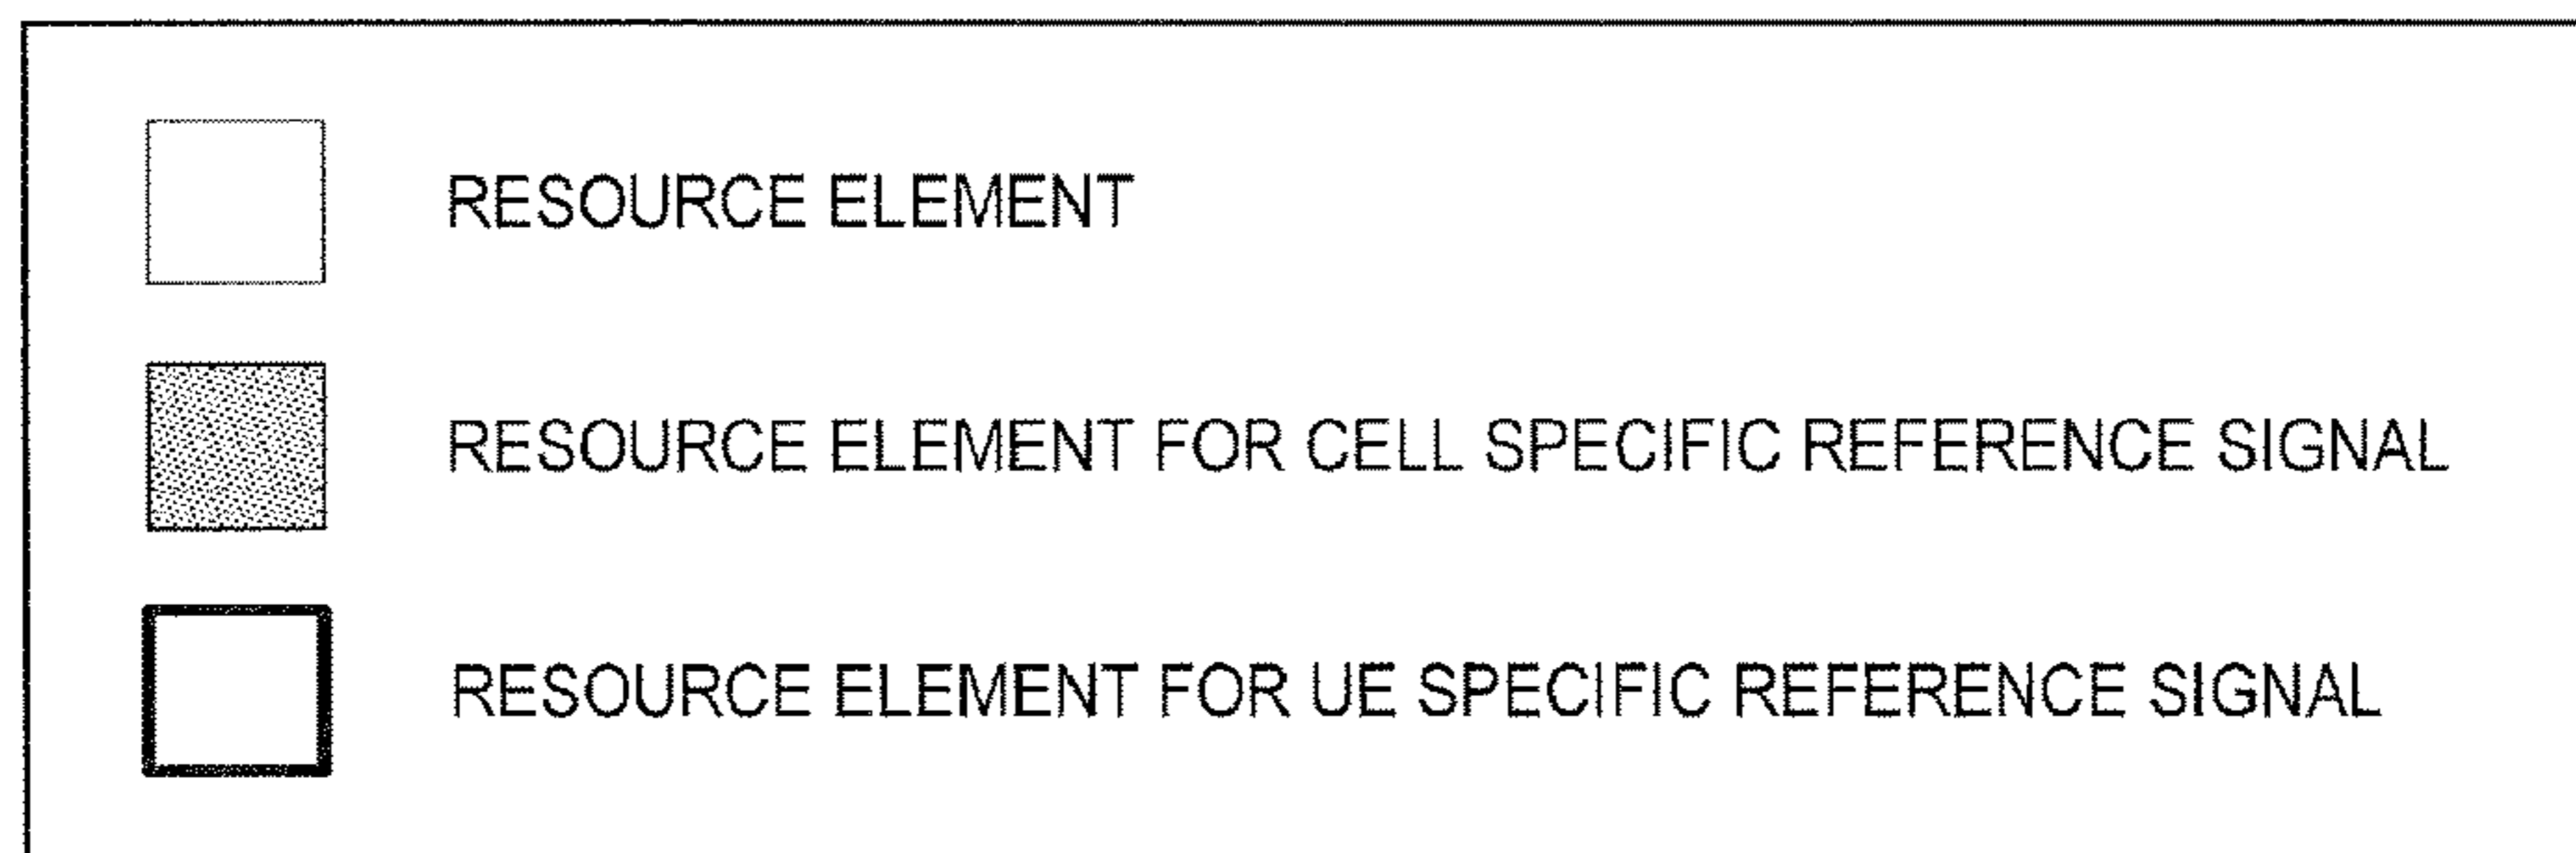 RESOURCE ELEMENT
RESOURCE ELEMENT FOR CELL SPECIFIC REFERENCE SIGNAL
RESOURCE ELEMENT FOR UE SPECIFIC REFERENCE SIGNAL